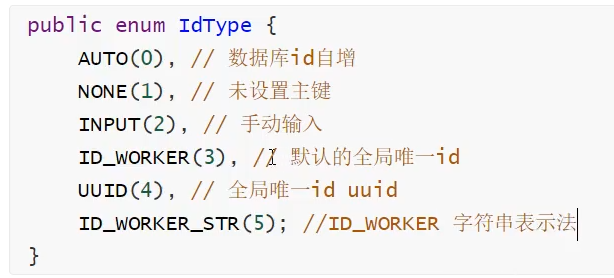 public enum IdType {
    AUTO(0), // 数据库id自增
    NONE(1), // 未设置主键
    INPUT(2), // 手动输入
    ID_WORKER(3), // 默认的全局唯一id
    UUID(4), // 全局唯一id uuid
    ID_WORKER_STR(5); //ID_WORKER 字符串表示法
}